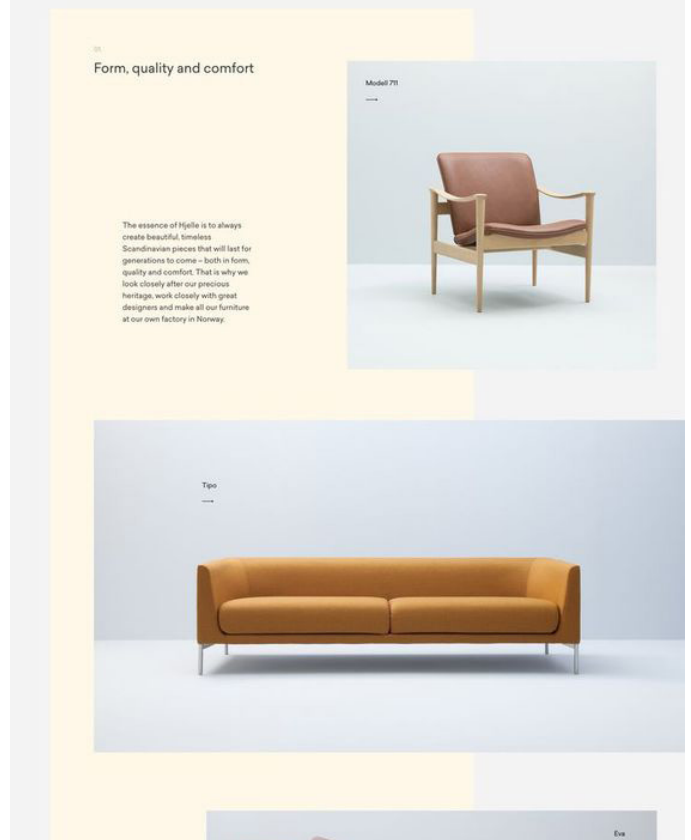 Form, quality and comfort
Modell 711
The essence of Hjelle is to always
create beautiful, timeless
Scandinavian pieces that will last for
generations to come – both in form,
quality and comfort. That is why we
look closely after our precious
heritage, work closely with great
designers and make all our furniture
at our own factory in Norway.
Tipo
Eva